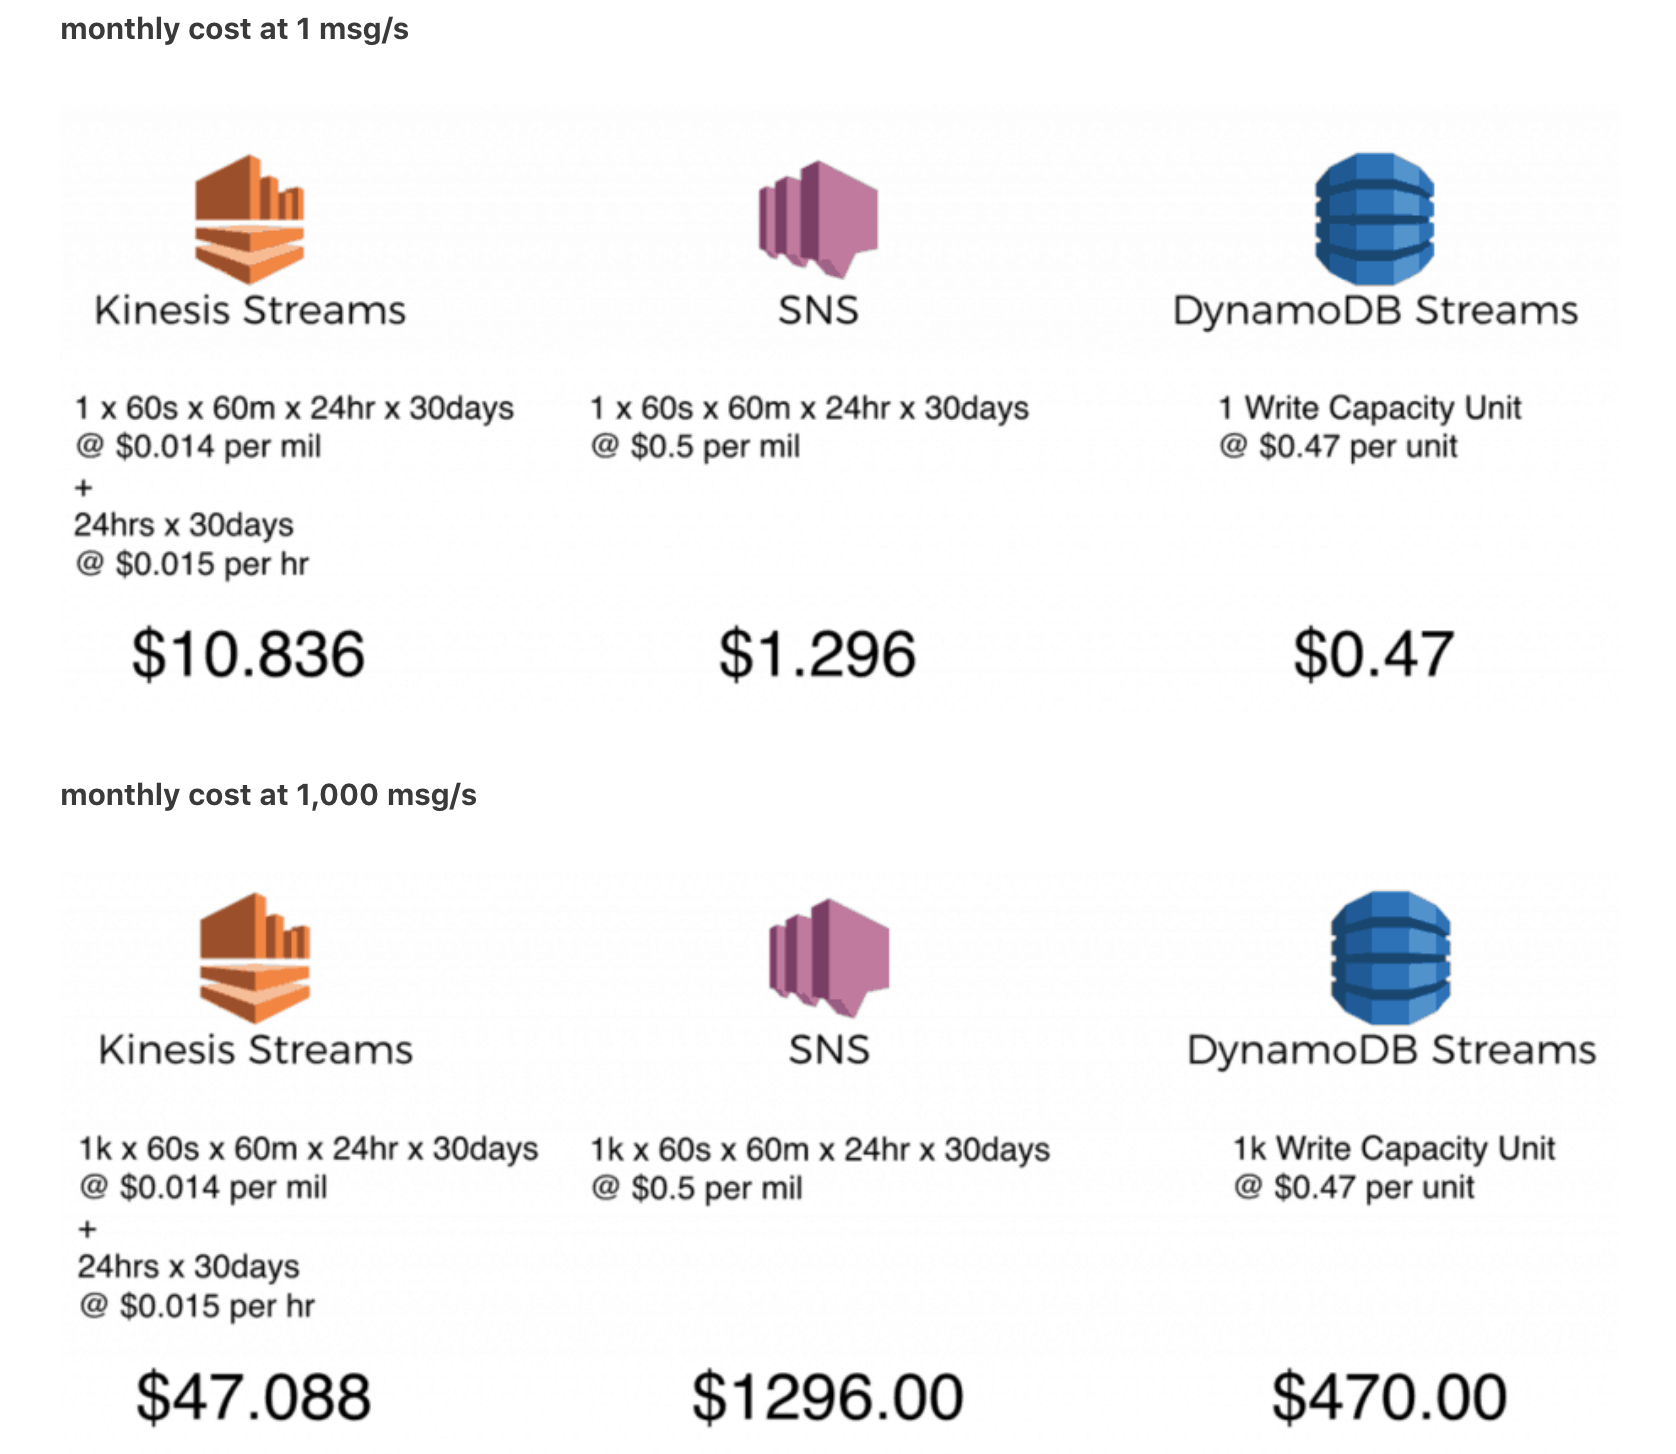 monthly cost at 1 msg/s
Kinesis Streams
1 x 60s x 60m x 24hr x 30days
@ $0.014 per mil
+
24hrs x 30days
@ $0.015 per hr
$10.836
SNS
1 x 60s x 60m x 24hr x 30days
@ $0.5 per mil
$1.296
DynamoDB Streams
1 Write Capacity Unit
@ $0.47 per unit
$0.47
monthly cost at 1,000 msg/s
Kinesis Streams
1k x 60s x 60m x 24hr x 30days
@ $0.014 per mil
+
24hrs x 30days
@ $0.015 per hr
$47.088
SNS
1k x 60s x 60m x 24hr x 30days
@ $0.5 per mil
$1296.00
DynamoDB Streams
1k Write Capacity Unit
@ $0.47 per unit
$470.00